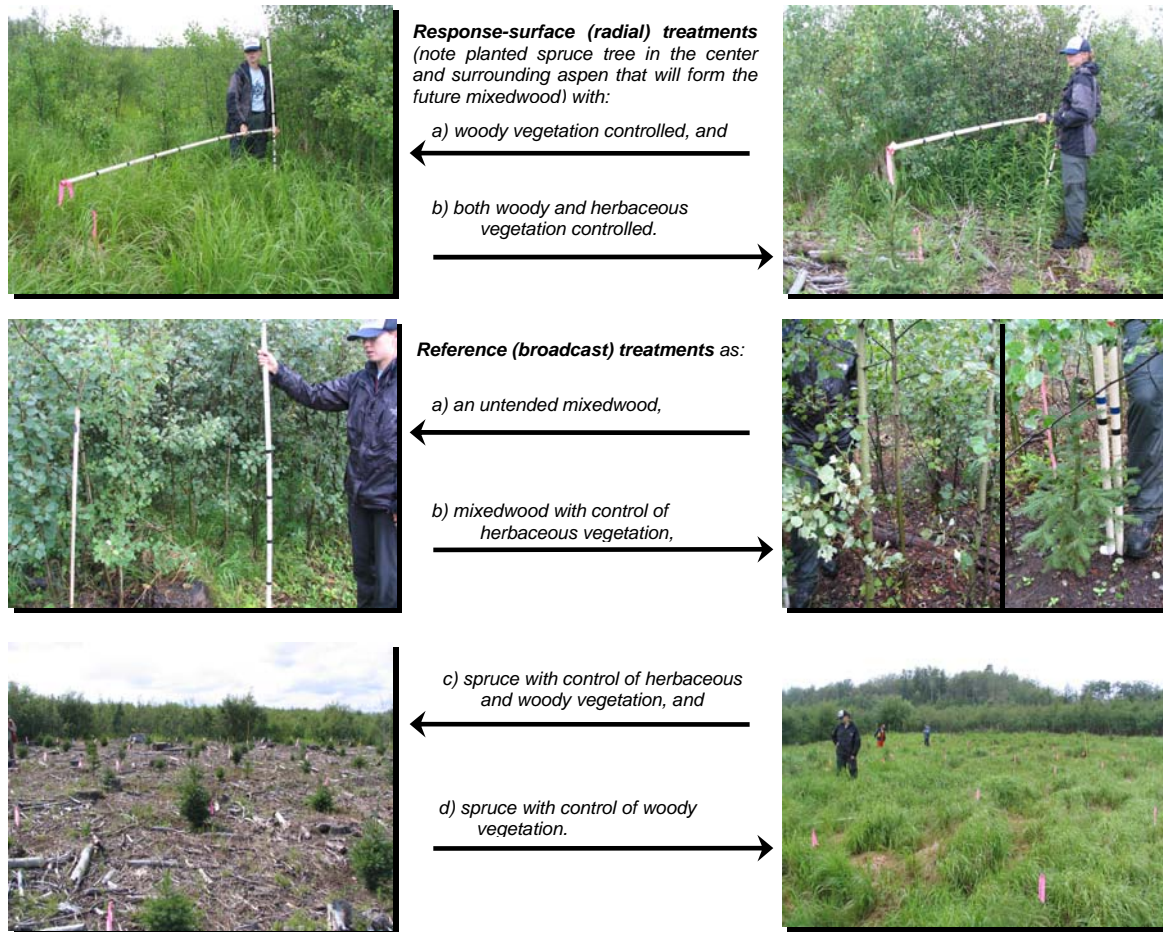 Response-surface (radial) treatments
(note planted spruce tree in the center
and surrounding aspen that will form the
future mixedwood) with:
a) woody vegetation controlled, and
b) both woody and herbaceous
vegetation controlled.
Reference (broadcast) treatments as:
a) an untended mixedwood,
b) mixedwood with control of
herbaceous vegetation,
c) spruce with control of herbaceous
and woody vegetation, and
d) spruce with control of woody
vegetation.